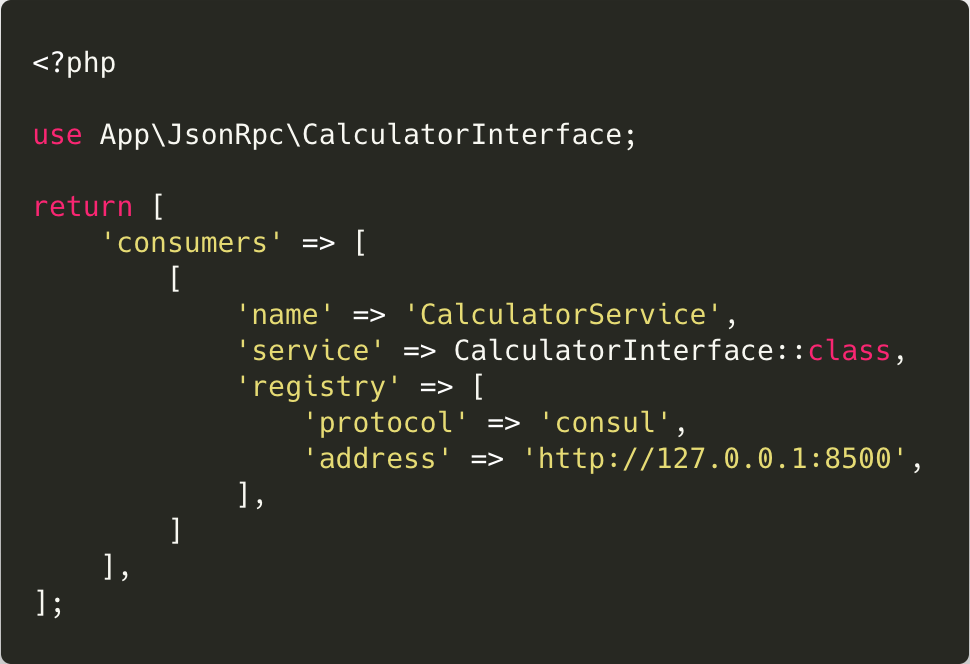 <?php

use App\JsonRpc\CalculatorInterface;

return [
    'consumers' => [
        [
            'name' => 'CalculatorService',
            'service' => CalculatorInterface::class,
            'registry' => [
                'protocol' => 'consul',
                'address' => 'http://127.0.0.1:8500',
            ],
        ]
    ],
];